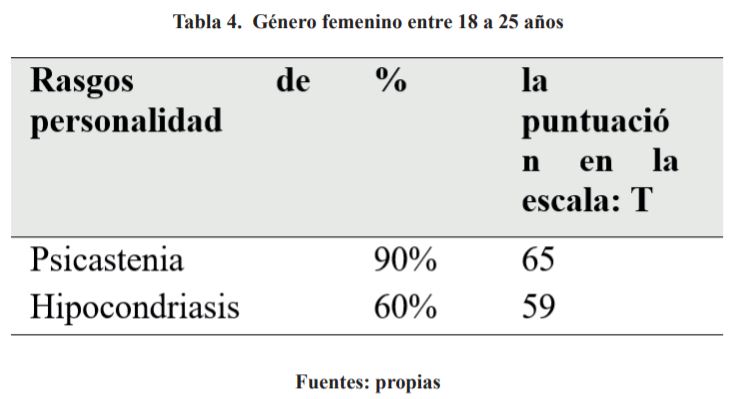 Tabla 4. Género femenino entre 18 a 25 años
Rasgos de % la
personalidad puntuació
n en la
escala: T
Psicastenia 90% 65
Hipocondriasis 60% 59
Fuentes: propias